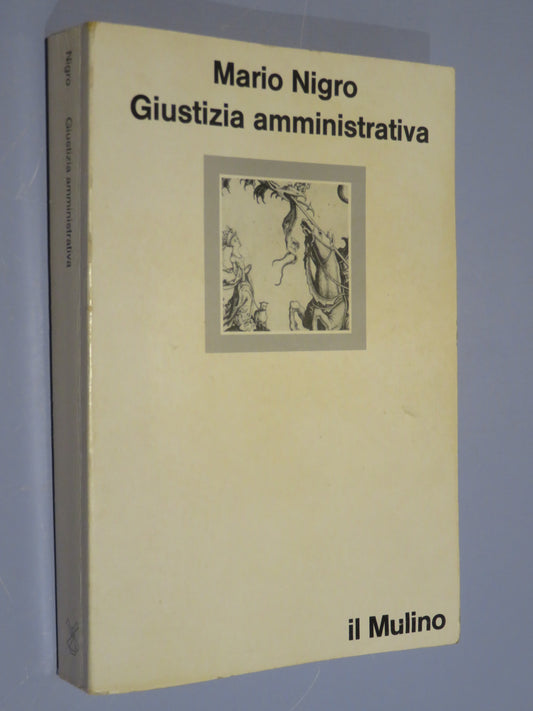 Mario Nigro
Giustizia amministrativa
il Mulino
Nigro Giustizia amministrativa